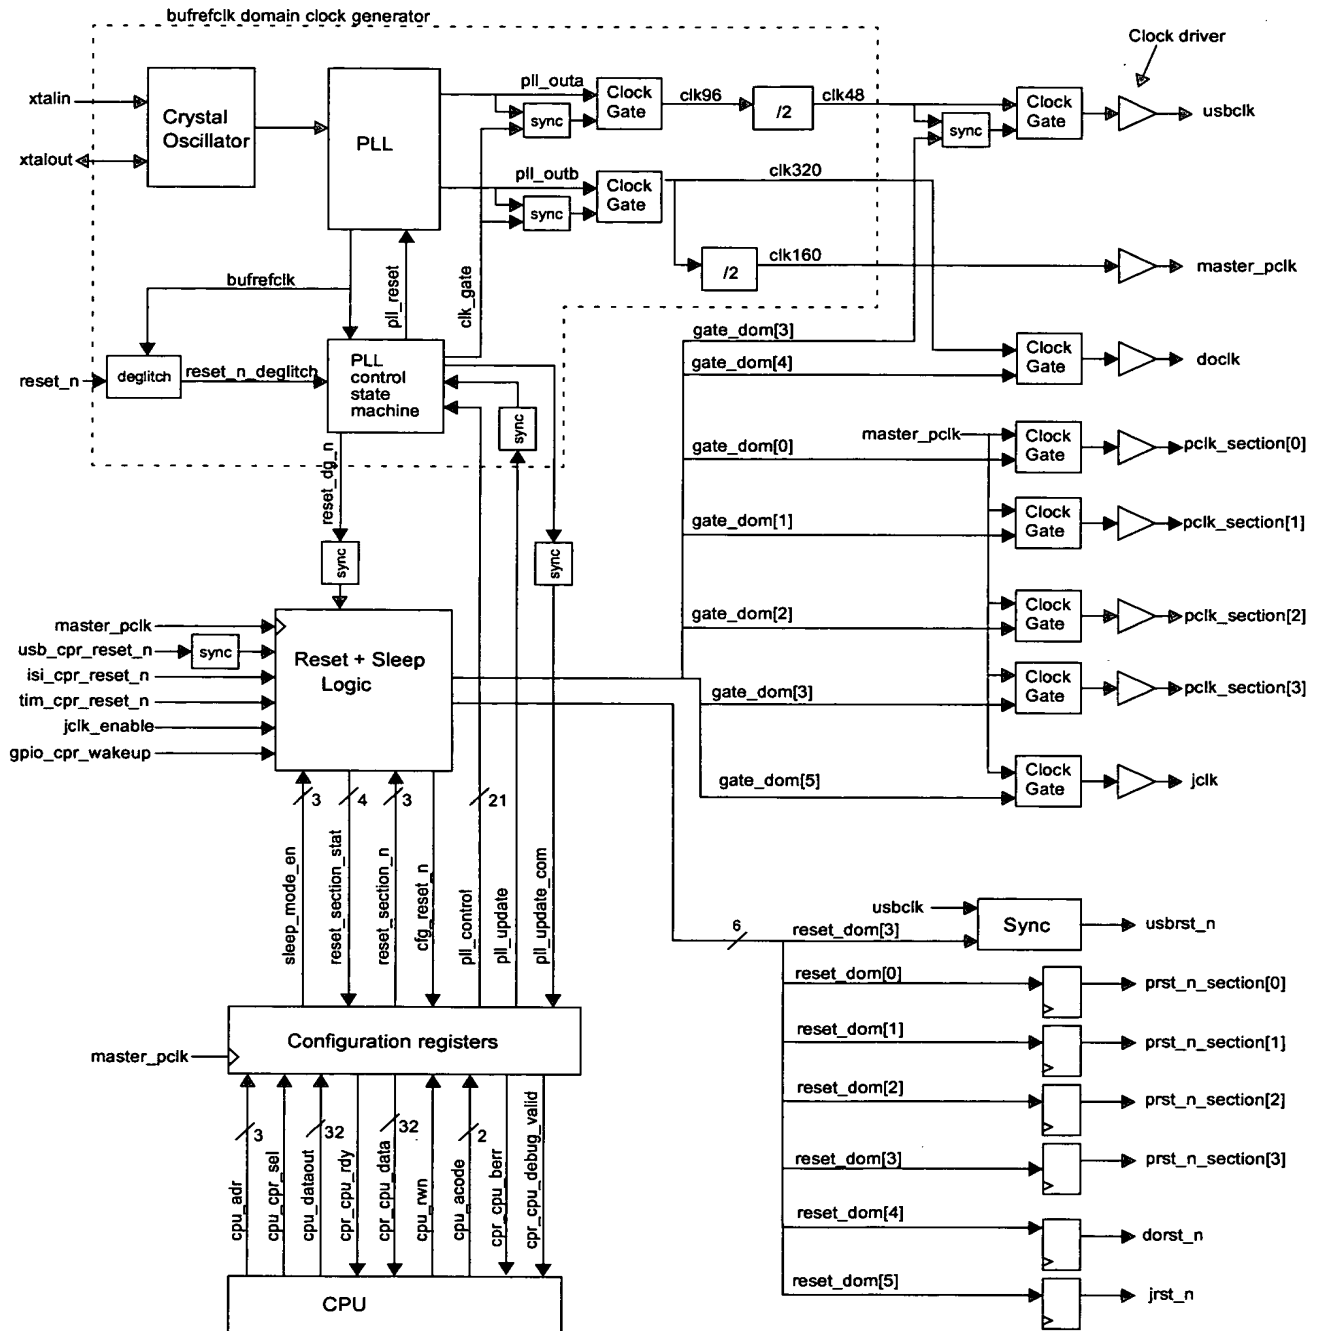 bufrefclk domain clock generator
Clock driver
xtalin
xtalout
Crystal
Oscillator
PLL
pll_outa
sync
Clock
Gate
clk96
/2
clk48
sync
Clock
Gate
usbclk
pll_outb
sync
Clock
Gate
clk320
/2
clk160
master_pclk
bufrefclk
pll_reset
clk_gate
reset_n
deglitch
reset_n_deglitch
PLL
control
state
machine
sync
gate_dom[3]
gate_dom[4]
Clock
Gate
doclk
master_pclk
gate_dom[0]
Clock
Gate
pclk_section[0]
reset_dg_n
sync
sync
gate_dom[1]
Clock
Gate
pclk_section[1]
gate_dom[2]
Clock
Gate
pclk_section[2]
gate_dom[3]
Clock
Gate
pclk_section[3]
gate_dom[5]
Clock
Gate
jclk
master_pclk
usb_cpr_reset_n
sync
isi_cpr_reset_n
tim_cpr_reset_n
jclk_enable
gpio_cpr_wakeup
Reset + Sleep
Logic
3
4
3
21
sleep_mode_en
reset_section_stat
reset_section_n
cfg_reset_n
pll_control
pll_update
pll_update_com
6
usbclk
reset_dom[3]
Sync
usbrst_n
reset_dom[0]
prst_n_section[0]
reset_dom[1]
prst_n_section[1]
reset_dom[2]
prst_n_section[2]
reset_dom[3]
prst_n_section[3]
reset_dom[4]
dorst_n
reset_dom[5]
jrst_n
master_pclk
Configuration registers
3
32
32
2
cpu_adr
cpu_cpr_sel
cpu_dataout
cpr_cpu_rdy
cpr_cpu_data
cpu_rwn
cpu_acode
cpr_cpu_berr
cpr_cpu_debug_valid
CPU